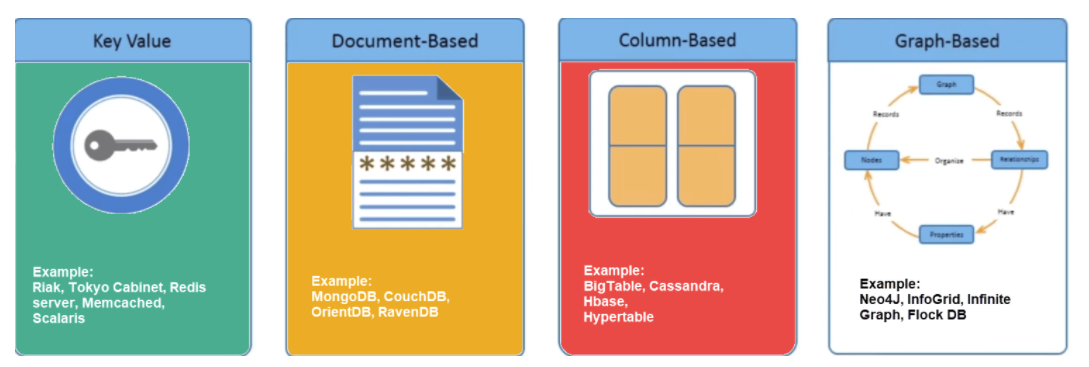 Key Value
Example:
Riak, Tokyo Cabinet, Redis
server, Memcached,
Scalaris
Document-Based
*****
Example:
MongoDB, CouchDB,
OrientDB, RavenDB
Column-Based
Example:
BigTable, Cassandra,
Hbase,
Hypertable
Graph-Based
Graph
Records
Records
Nodes
Organize
Relationships
Have
Have
Properties
Example:
Neo4J, InfoGrid, Infinite
Graph, Flock DB